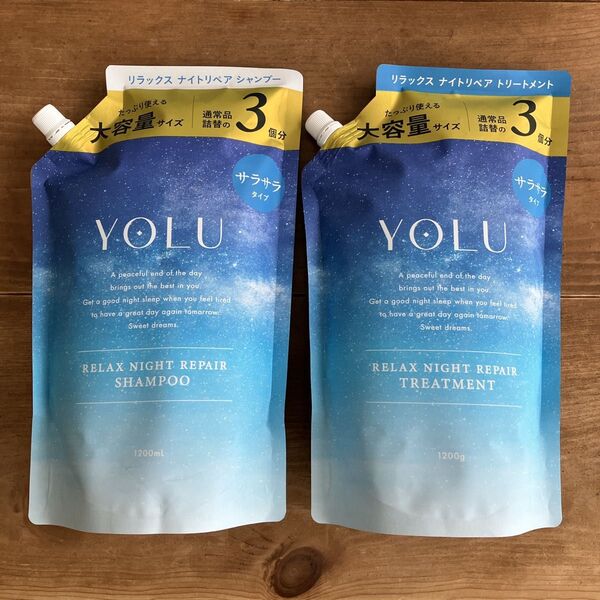 リラックス ナイトリペア シャンプー
たっぷり使える
大容量サイズ
通常品
詰替の
3個分
サラサラ
タイプ
YOLU
A peaceful end of the day
brings out the best in you.
Get a good night sleep when you feel tired
to have a great day again tomorrow.
Sweet dreams.
RELAX NIGHT REPAIR
SHAMPOO
1200mL
リラックス ナイトリペア トリートメント
たっぷり使える
大容量サイズ
通常品
詰替の
3個分
サラサラ
タイプ
YOLU
A peaceful end of the day
brings out the best in you.
Get a good night sleep when you feel tired
to have a great day again tomorrow.
Sweet dreams.
RELAX NIGHT REPAIR
TREATMENT
1200g